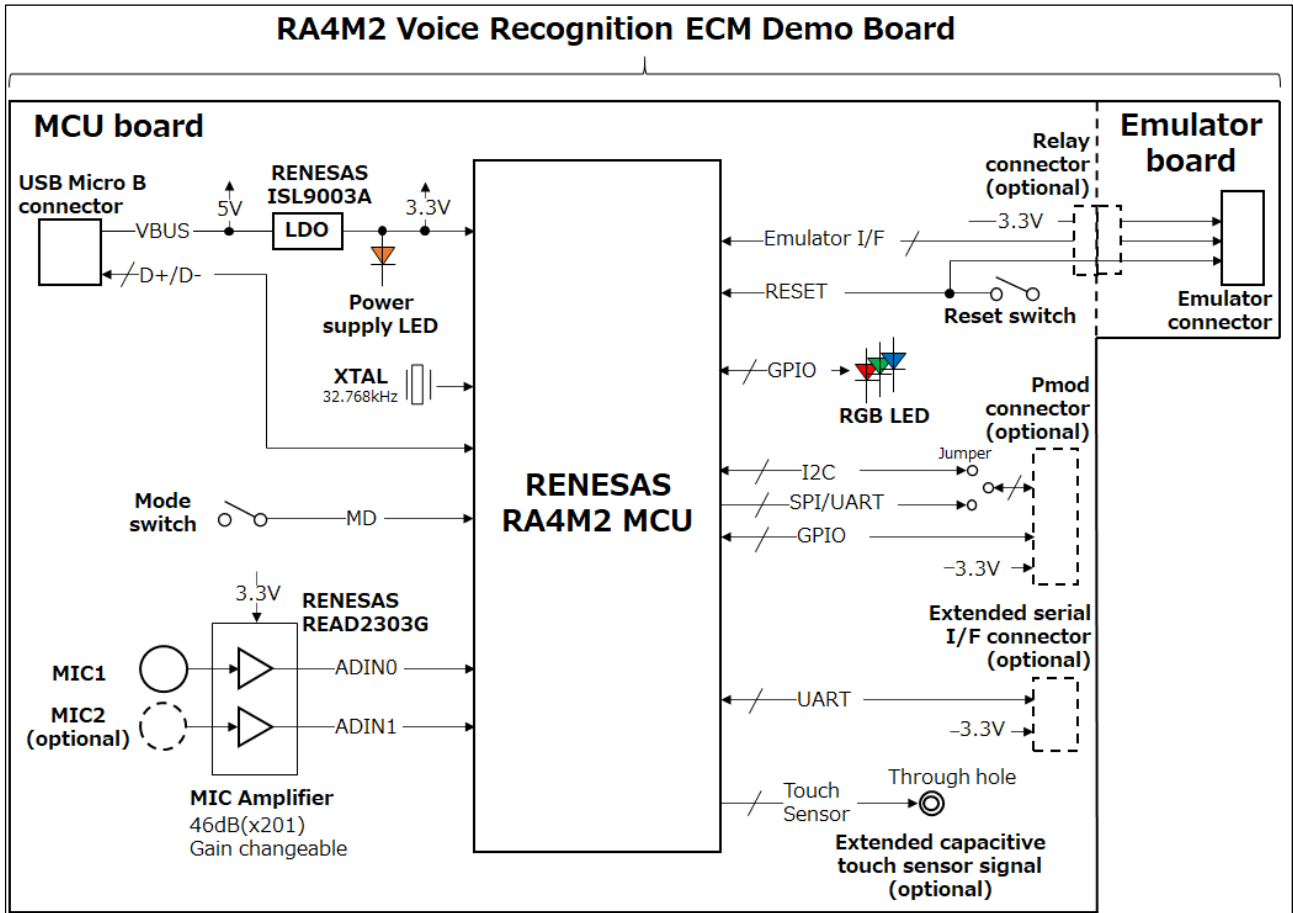 RA4M2 Voice Recognition ECM Demo Board
MCU board
Emulator
board
USB Micro B
connector
VBUS
D+/D-
5V
RENESAS
ISL9003A
LDO
3.3V
Power
supply LED
XTAL
32.768kHz
Mode
switch
MD
3.3V
RENESAS
READ2303G
MIC1
MIC2
(optional)
ADIN0
ADIN1
MIC Amplifier
46dB(x201)
Gain changeable
RENESAS
RA4M2 MCU
Relay
connector
(optional)
3.3V
Emulator I/F
RESET
Reset switch
Emulator
connector
GPIO
RGB LED
Pmod
connector
(optional)
Jumper
I2C
SPI/UART
GPIO
3.3V
Extended serial
I/F connector
(optional)
UART
3.3V
Touch
Sensor
Through hole
Extended capacitive
touch sensor signal
(optional)